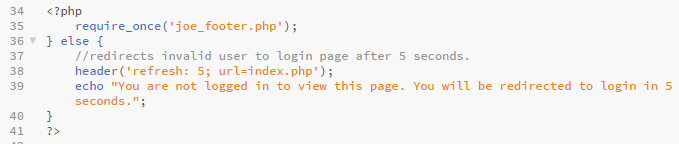 34 <?php
35     require_once('joe_footer.php');
36 } else {
37     //redirects invalid user to login page after 5 seconds.
38     header('refresh: 5; url=index.php');
39     echo "You are not logged in to view this page. You will be redirected to login in 5
seconds.";
40 }
41 ?>